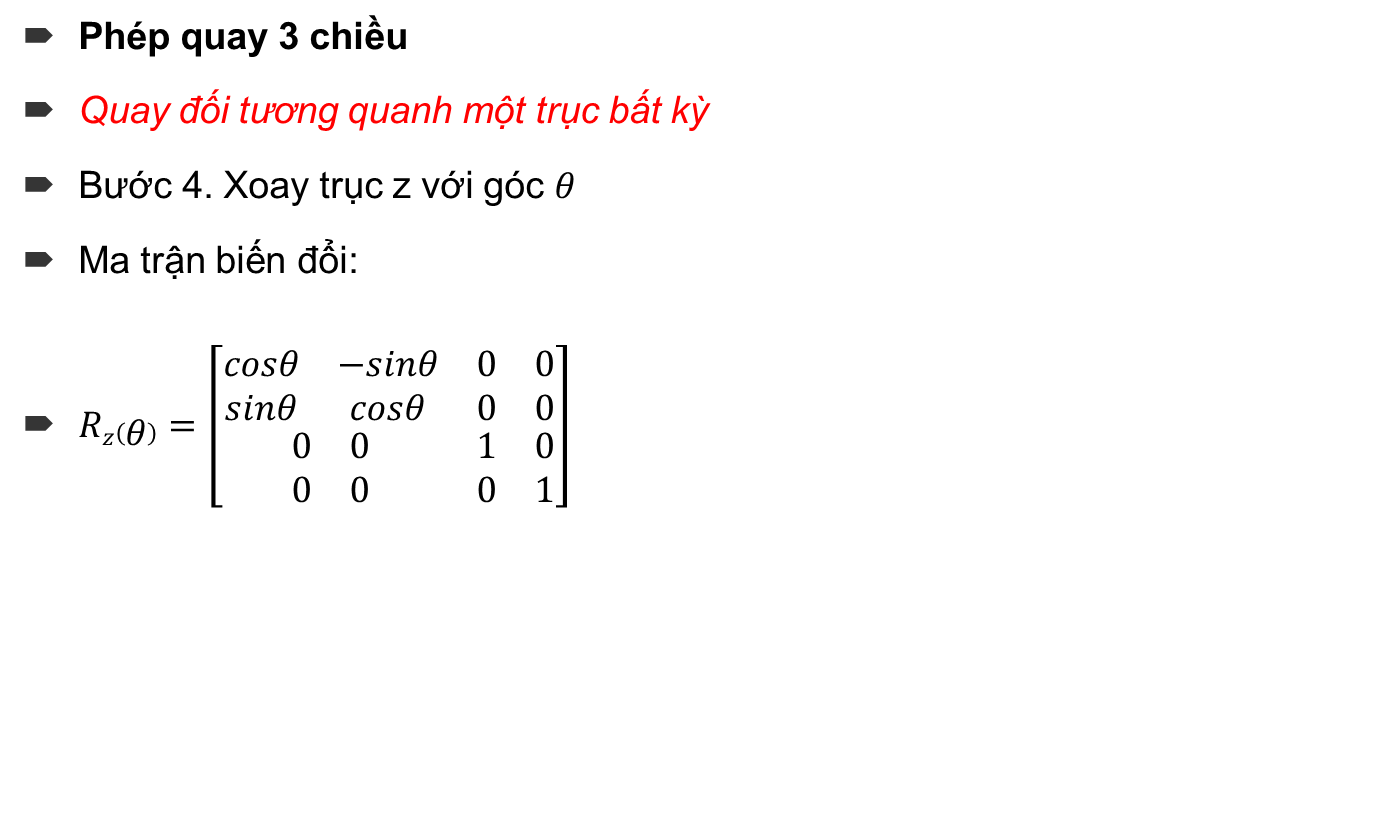 Phép quay 3 chiều
Quay đối tương quanh một trục bất kỳ
Bước 4. Xoay trục z với góc 𝜃
Ma trận biến đổi:
𝑐𝑜𝑠𝜃 −𝑠𝑖𝑛𝜃 0 0
𝑠𝑖𝑛𝜃 𝑐𝑜𝑠𝜃 0 0
𝑅𝑧(𝜃) =
0 0 1 0
0 0 0 1